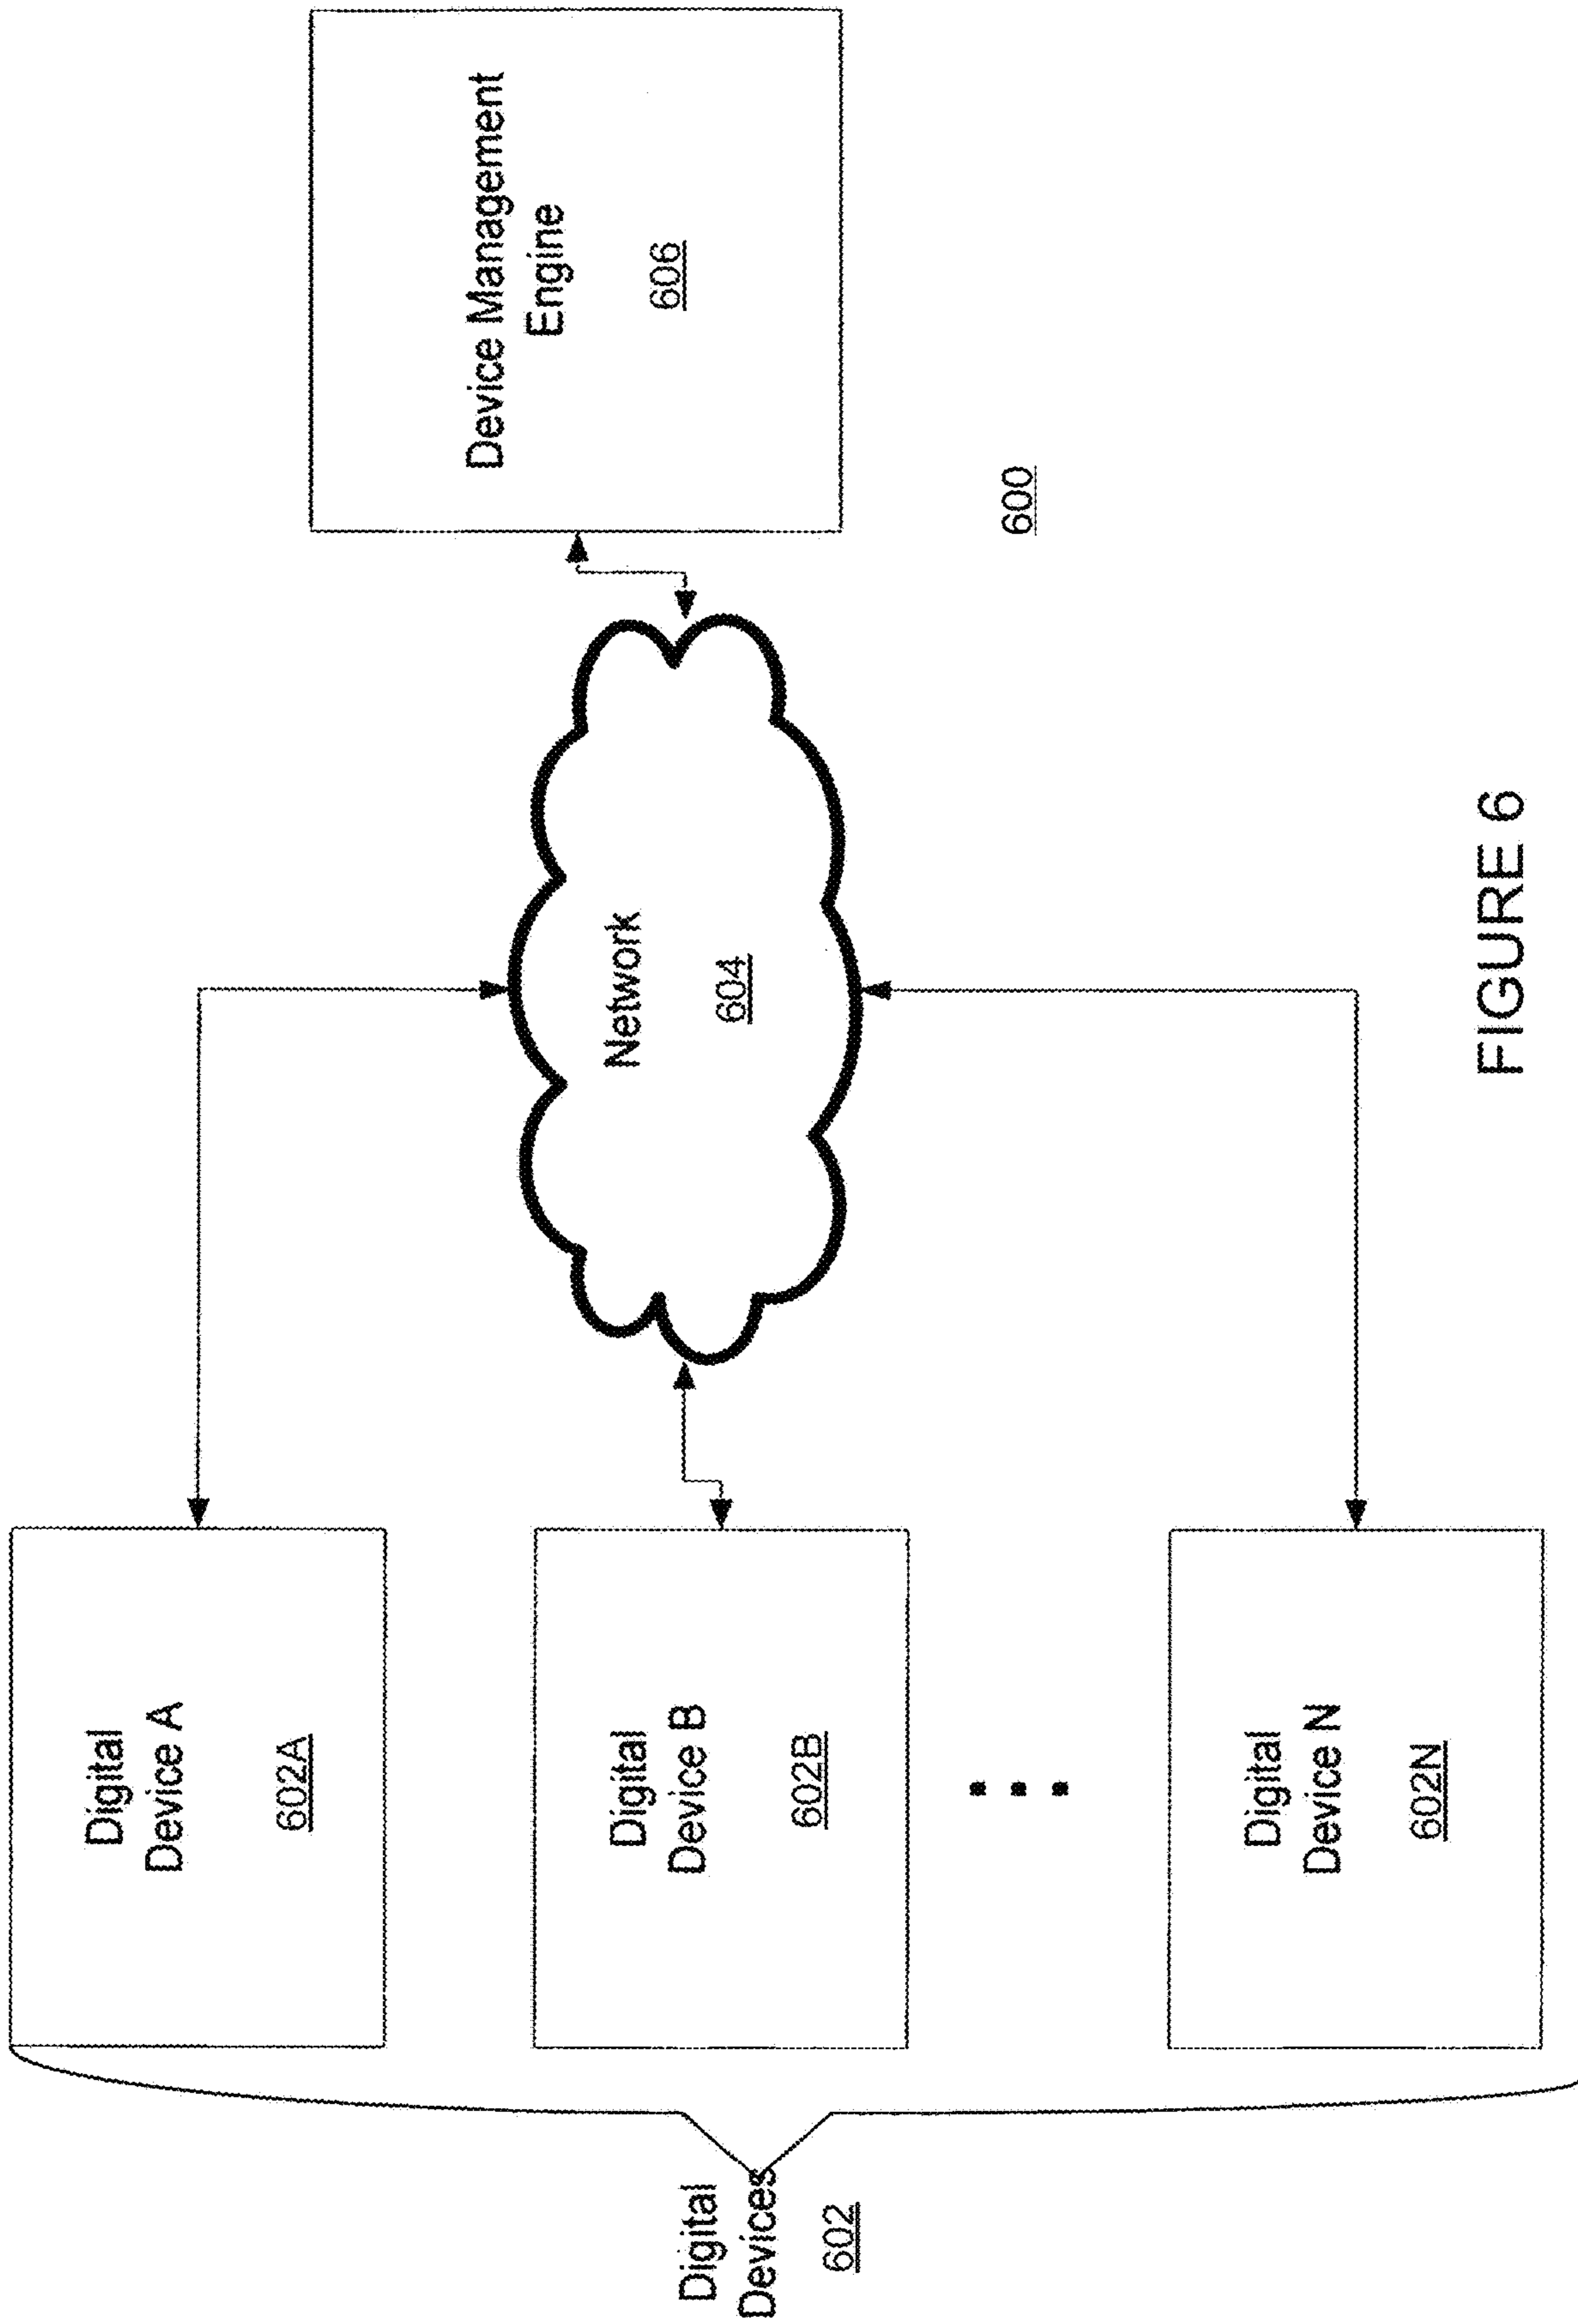 Digital
Devices
602
Digital
Device A
602A
Digital
Device B
602B
Digital
Device N
602N
Network
604
Device Management
Engine
606
600
FIGURE 6